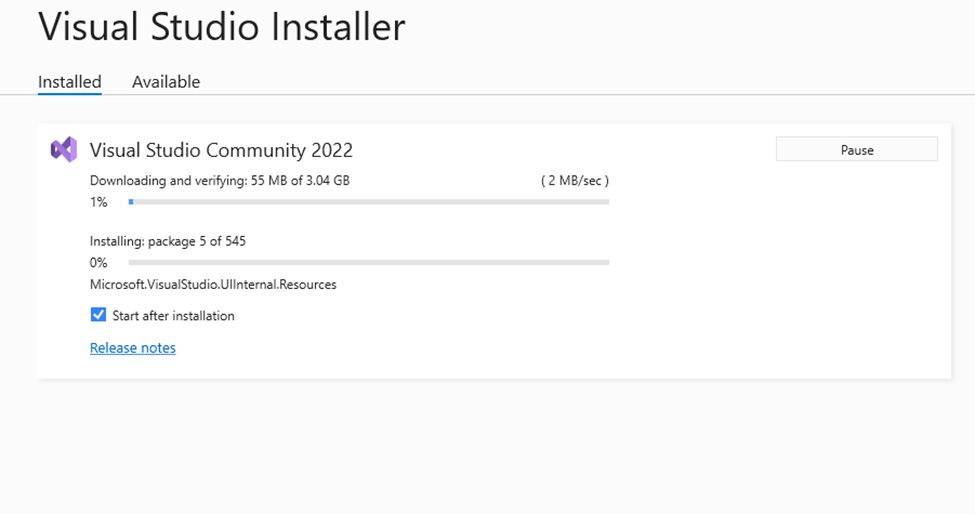 Visual Studio Installer
Installed Available
Visual Studio Community 2022
Pause
Downloading and verifying: 55 MB of 3.04 GB ( 2 MB/sec )
1%
Installing: package 5 of 545
0%
Microsoft.VisualStudio.UIInternal.Resources
Start after installation
Release notes